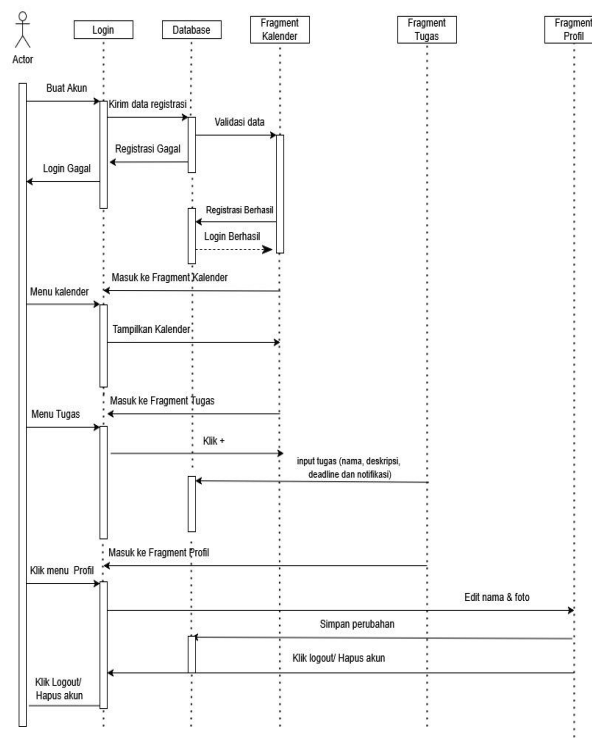 Actor
Login
Database
Fragment
Kalender
Fragment
Tugas
Fragment
Profil
Buat Akun
Kirim data registrasi
Validasi data
Registrasi Gagal
Login Gagal
Registrasi Berhasil
Login Berhasil
Masuk ke Fragment Kalender
Menu kalender
Tampilkan Kalender
Masuk ke Fragment Tugas
Menu Tugas
Klik +
input tugas (nama, deskripsi,
deadline dan notifikasi)
Masuk ke Fragment Profil
Klik menu Profil
Edit nama & foto
Simpan perubahan
Klik logout/ Hapus akun
Klik Logout/
Hapus akun